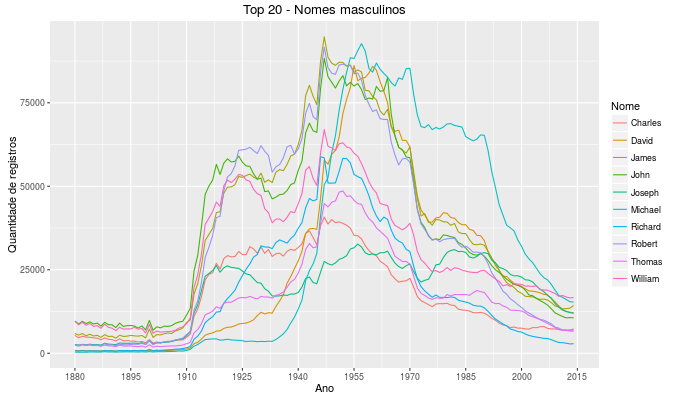 Top 20 - Nomes masculinos
Quantidade de registros
75000
50000
25000
0
1880
1895
1910
1925
1940
1955
1970
1985
2000
2015
Ano
Nome
Charles
David
James
John
Joseph
Michael
Richard
Robert
Thomas
William